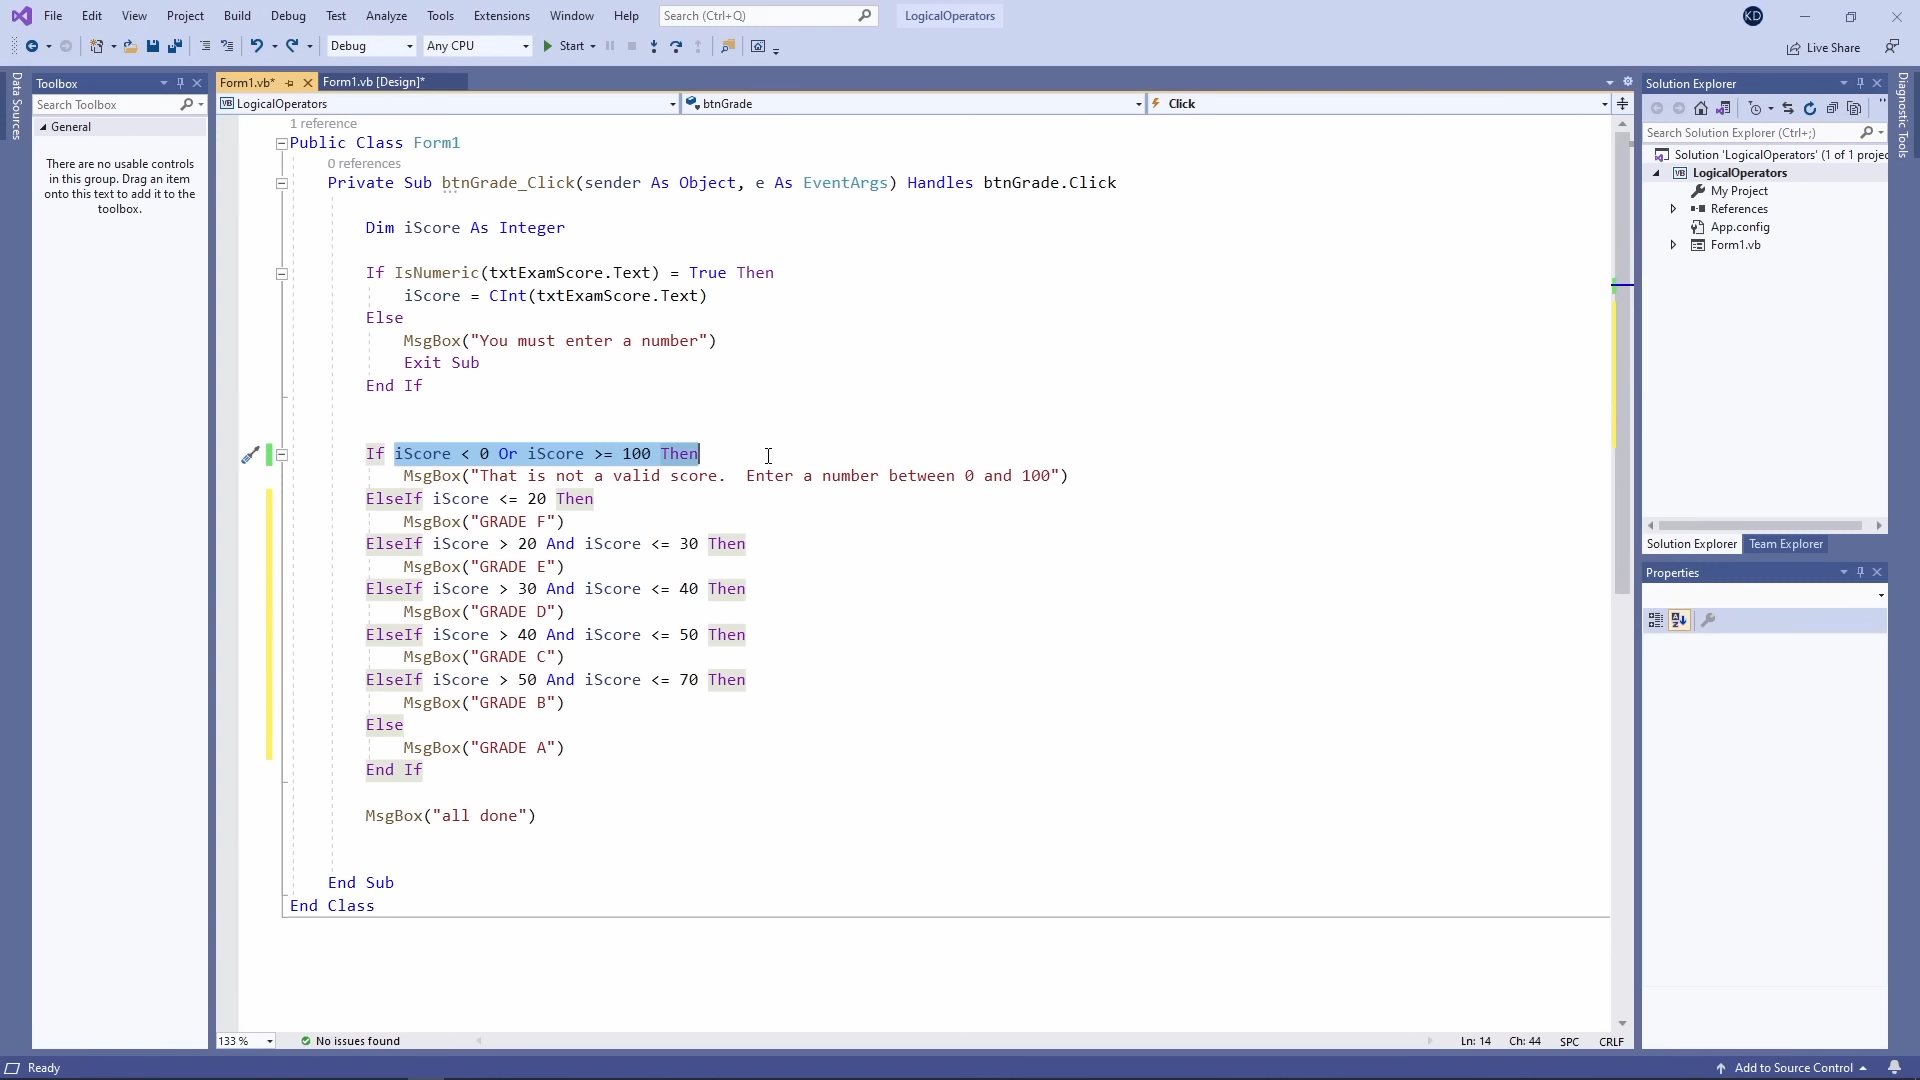 File Edit View Project Build Debug Test Analyze Tools Extensions Window Help Search (Ctrl+Q) LogicalOperators KD
Debug Any CPU Start Live Share
Data Sources
Toolbox
Search Toolbox
General
There are no usable controls
in this group. Drag an item
onto this text to add it to the
toolbox.
Form1.vb* Form1.vb [Design]*
VB LogicalOperators btnGrade Click
1 reference
Public Class Form1
0 references
Private Sub btnGrade_Click(sender As Object, e As EventArgs) Handles btnGrade.Click
Dim iScore As Integer
If IsNumeric(txtExamScore.Text) = True Then
iScore = CInt(txtExamScore.Text)
Else
MsgBox("You must enter a number")
Exit Sub
End If
If iScore < 0 Or iScore >= 100 Then
MsgBox("That is not a valid score.  Enter a number between 0 and 100")
ElseIf iScore <= 20 Then
MsgBox("GRADE F")
ElseIf iScore > 20 And iScore <= 30 Then
MsgBox("GRADE E")
ElseIf iScore > 30 And iScore <= 40 Then
MsgBox("GRADE D")
ElseIf iScore > 40 And iScore <= 50 Then
MsgBox("GRADE C")
ElseIf iScore > 50 And iScore <= 70 Then
MsgBox("GRADE B")
Else
MsgBox("GRADE A")
End If
MsgBox("all done")
End Sub
End Class
133 % No issues found Ln: 14 Ch: 44 SPC CRLF
Solution Explorer
Search Solution Explorer (Ctrl+;)
Solution 'LogicalOperators' (1 of 1 projec
VB LogicalOperators
My Project
References
App.config
Form1.vb
Solution Explorer Team Explorer
Properties
Diagnostic Tools
Ready Add to Source Control